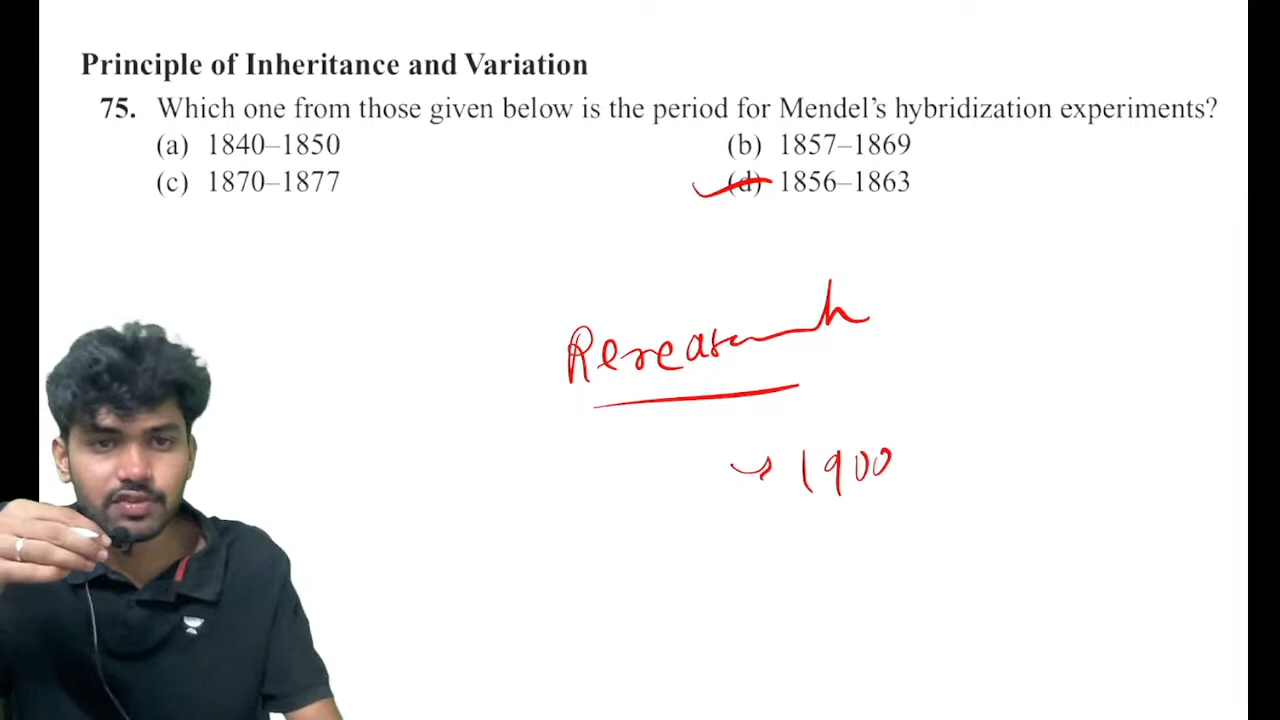 Principle of Inheritance and Variation
75. Which one from those given below is the period for Mendel's hybridization experiments?
(a) 1840–1850 (b) 1857–1869
(c) 1870–1877 (d) 1856–1863
1900